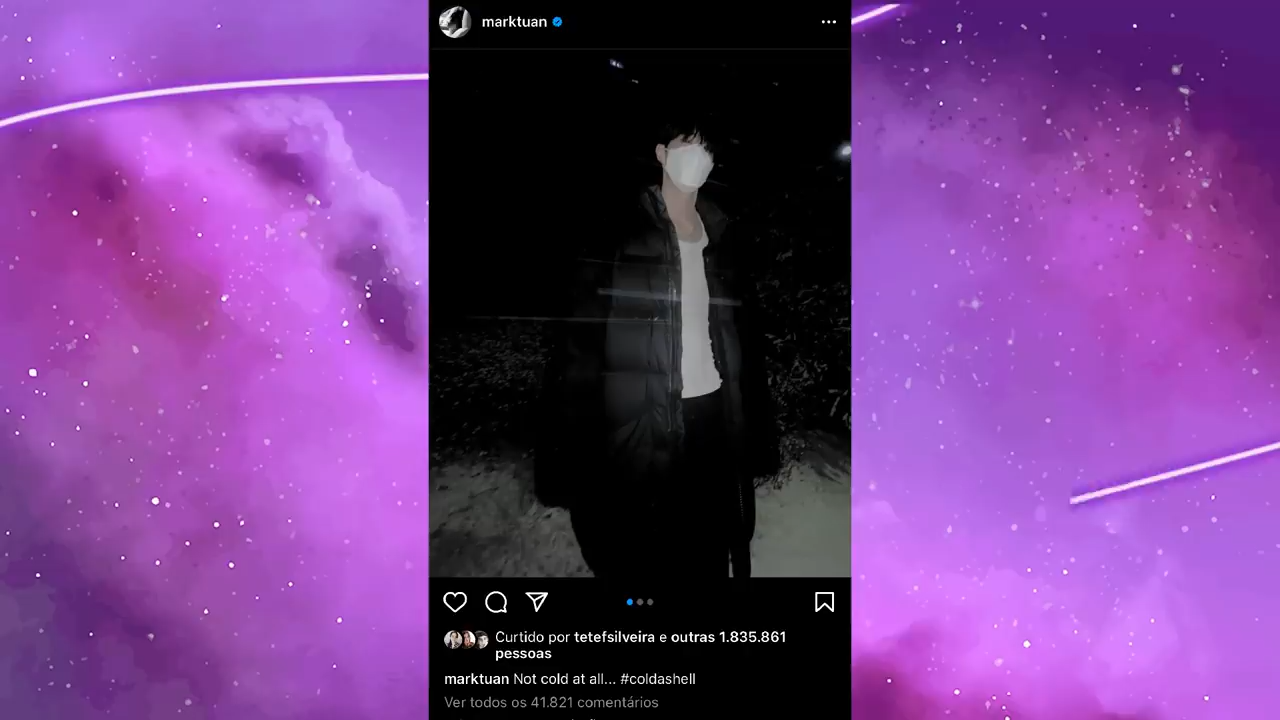 marktuan
Curtido por tetefsilveira e outras 1.835.861
pessoas
marktuan Not cold at all... #coldashell
Ver todos os 41.821 comentários